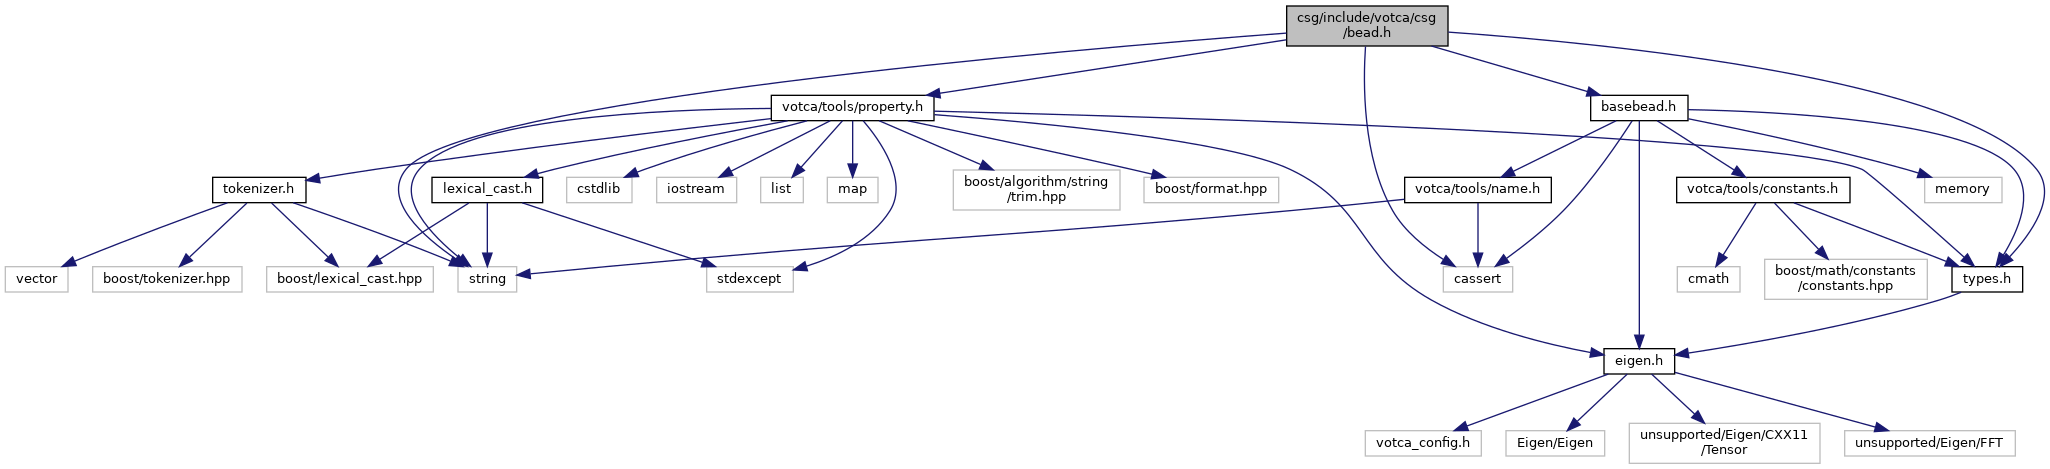 csg/include/votca/csg
/bead.h
votca/tools/property.h
basebead.h
tokenizer.h
lexical_cast.h
cstdlib
iostream
list
map
boost/algorithm/string
/trim.hpp
boost/format.hpp
votca/tools/name.h
votca/tools/constants.h
memory
vector
boost/tokenizer.hpp
boost/lexical_cast.hpp
string
stdexcept
cassert
cmath
boost/math/constants
/constants.hpp
types.h
eigen.h
votca_config.h
Eigen/Eigen
unsupported/Eigen/CXX11
/Tensor
unsupported/Eigen/FFT